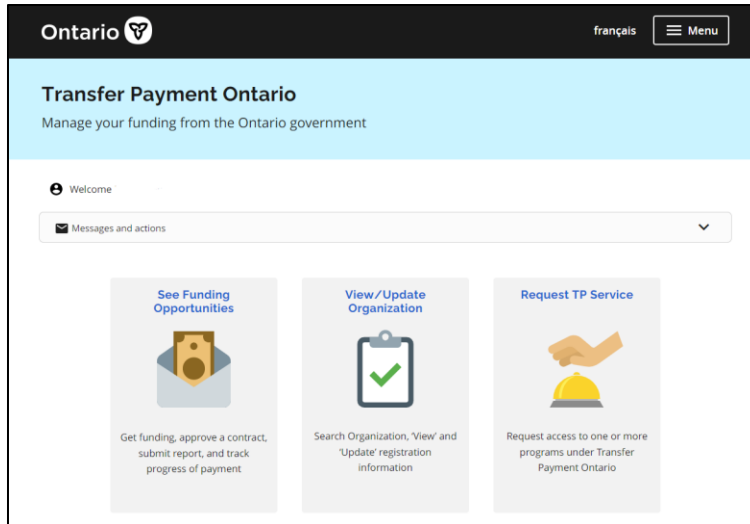 Ontario
français
Menu
Transfer Payment Ontario
Manage your funding from the Ontario government
Welcome
Messages and actions
See Funding
Opportunities
Get funding, approve a contract,
submit report, and track
progress of payment
View/Update
Organization
Search Organization, 'View' and
'Update' registration
information
Request TP Service
Request access to one or more
programs under Transfer
Payment Ontario